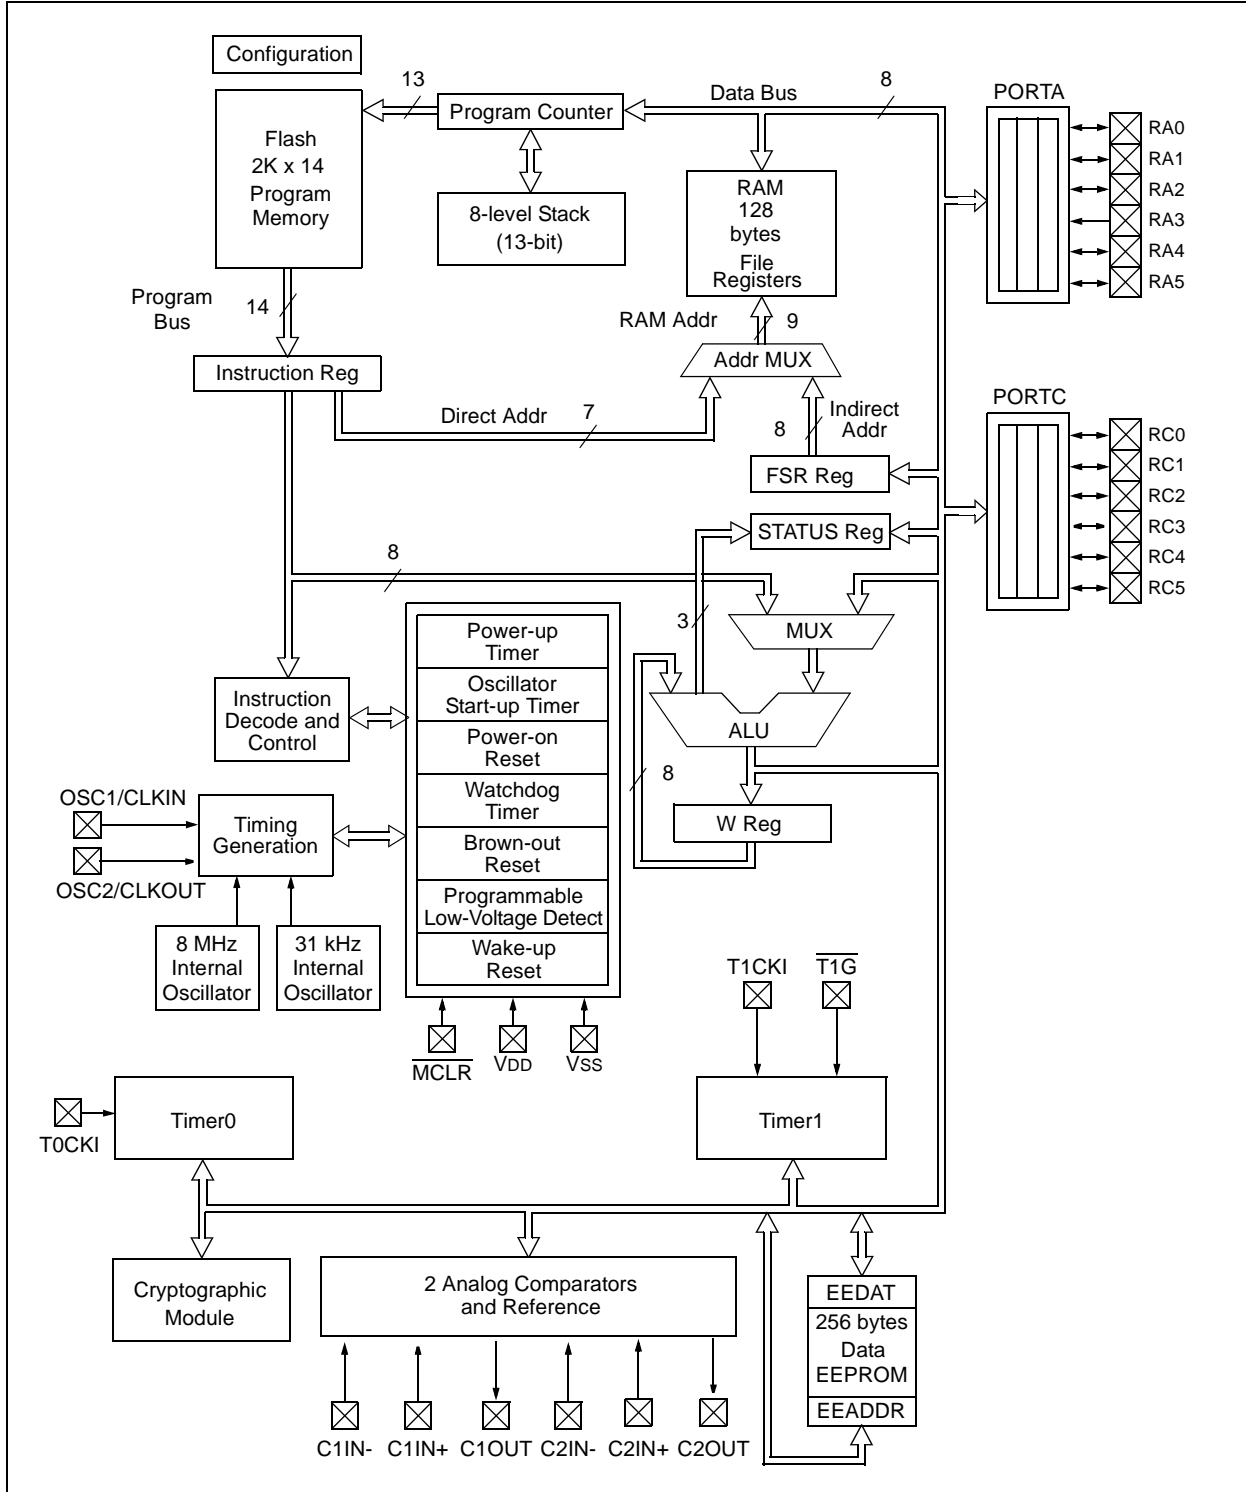 Configuration
13
Data Bus
8
PORTA
Program Counter
Flash
2K x 14
Program
Memory
8-level Stack
(13-bit)
RAM
128
bytes
File
Registers
RA0
RA1
RA2
RA3
RA4
RA5
Program
Bus
14
RAM Addr
9
Addr MUX
Instruction Reg
Direct Addr
7
8
Indirect
Addr
FSR Reg
STATUS Reg
PORTC
RC0
RC1
RC2
RC3
RC4
RC5
8
3
MUX
Power-up
Timer
Oscillator
Start-up Timer
Power-on
Reset
Watchdog
Timer
Brown-out
Reset
Programmable
Low-Voltage Detect
Wake-up
Reset
Instruction
Decode and
Control
ALU
8
W Reg
OSC1/CLKIN
Timing
Generation
OSC2/CLKOUT
8 MHz
Internal
Oscillator
31 kHz
Internal
Oscillator
MCLR
VDD
VSS
T1CKI
T1G
T0CKI
Timer0
Timer1
Cryptographic
Module
2 Analog Comparators
and Reference
EEDAT
256 bytes
Data
EEPROM
EEADDR
C1IN-
C1IN+
C1OUT
C2IN-
C2IN+
C2OUT